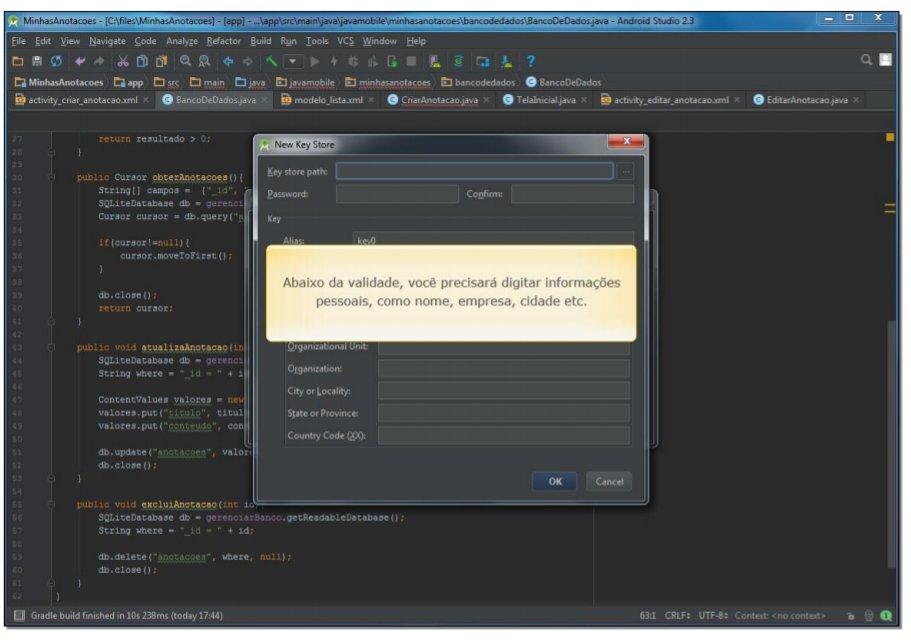 MinhasAnotacoes - [C:\files\MinhasAnotacoes] - [app] - ...\app\src\main\java\javamobile\minhasanotacoes\bancodedados\BancoDeDados.java - Android Studio 2.3
File Edit View Navigate Code Analyze Refactor Build Run Tools VCS Window Help
MinhasAnotacoes app src main java javamobile minhasanotacoes bancodedados BancoDeDados
activity_criar_anotacao.xml BancoDeDados.java modelo_lista.xml CriarAnotacao.java TelaInicial.java activity_editar_anotacao.xml EditarAnotacao.java
27 return resultado > 0;
28 }
29
30 public Cursor obterAnotacoes(){
31 String[] campos = {"_id",
32 SQLiteDatabase db = gerenci
33 Cursor cursor = db.query("a
34
35 if(cursor!=null){
36 cursor.moveToFirst();
37 }
38
39 db.close();
40 return cursor;
41 }
42
43 public void atualizaAnotacao(in
44 SQLiteDatabase db = gerenci
45 String where = "_id = " + i
46
47 ContentValues valores = new
48 valores.put("titulo", titul
49 valores.put("conteudo", con
50
51 db.update("anotacoes", valor
52 db.close();
53 }
54
55 public void excluiAnotacao(int id
56 SQLiteDatabase db = gerenciarBanco.getReadableDatabase();
57 String where = "_id = " + id;
58
59 db.delete("anotacoes", where, null);
60 db.close();
61 }
62 }
New Key Store
Key store path: ...
Password: Confirm:
Key
Alias: key0
Abaixo da validade, você precisará digitar informações
pessoais, como nome, empresa, cidade etc.
Organizational Unit:
Organization:
City or Locality:
State or Province:
Country Code (XX):
OK Cancel
Gradle build finished in 10s 238ms (today 17:44) 63:1 CRLF÷ UTF-8÷ Context: <no context> 1